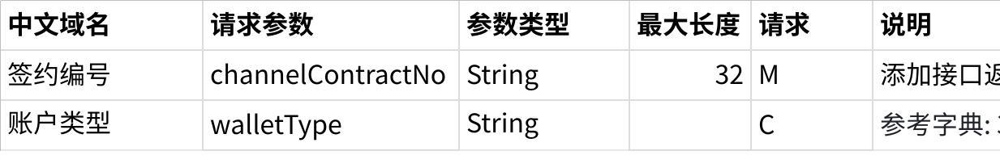 中文域名 请求参数 参数类型 最大长度 请求 说明
签约编号 channelContractNo String 32 M 添加接口
账户类型 walletType String C 参考字典: